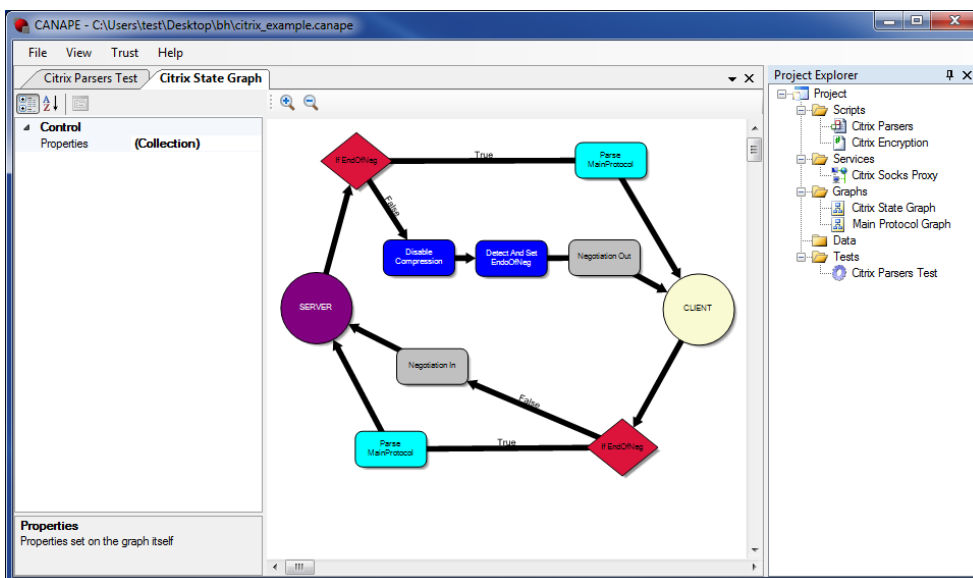 CANAPE - C:\Users\test\Desktop\bh\citrix_example.canape
File View Trust Help
Citrix Parsers Test Citrix State Graph
Control
Properties (Collection)
Properties
Properties set on the graph itself
If EndOfNeg
True
Parse
MainProtocol
False
Disable
Compression
Detect And Set
EndoOfNeg
Negotiation Out
SERVER
CLIENT
Negotiation In
False
Parse
MainProtocol
True
If EndOfNeg
Project Explorer
Project
Scripts
Citrix Parsers
Citrix Encryption
Services
Citrix Socks Proxy
Graphs
Citrix State Graph
Main Protocol Graph
Data
Tests
Citrix Parsers Test